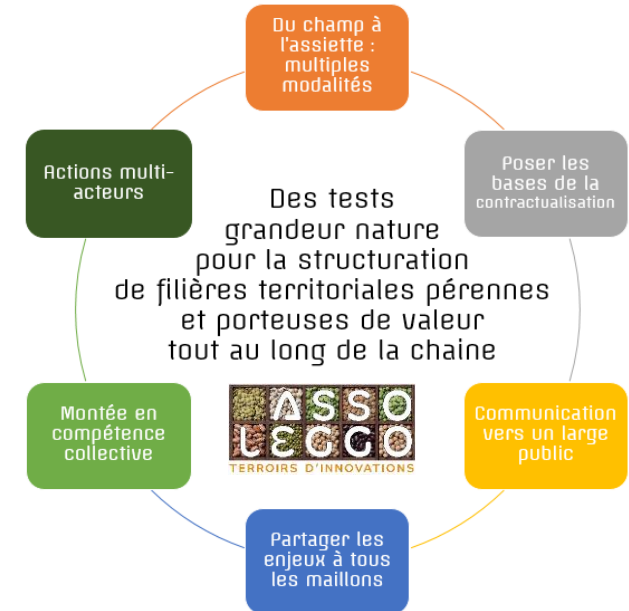 Du champ à
l'assiette :
multiples
modalités
Poser les
bases de la
contractualisation
Communication
vers un large
public
Partager les
enjeux à tous
les maillons
Montée en
compétence
collective
Actions multi-
acteurs
Des tests
grandeur nature
pour la structuration
de filières territoriales pérennes
et porteuses de valeur
tout au long de la chaine
ASSO
LEGGO
TERROIRS D'INNOVATIONS